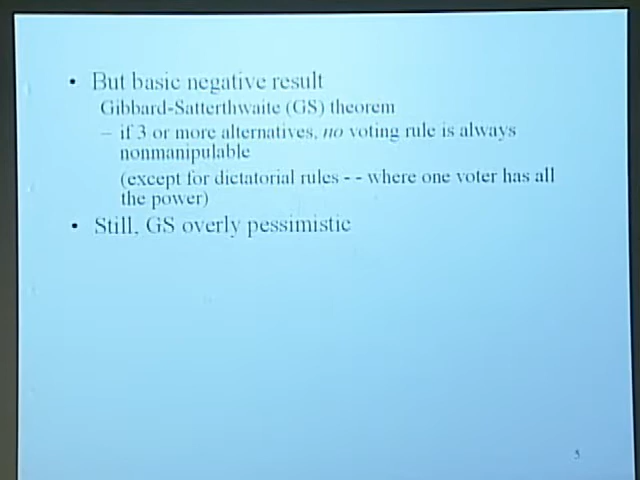 • But basic negative result
Gibbard-Satterthwaite (GS) theorem
– if 3 or more alternatives, no voting rule is always
nonmanipulable
(except for dictatorial rules - - where one voter has all
the power)
• Still, GS overly pessimistic
5